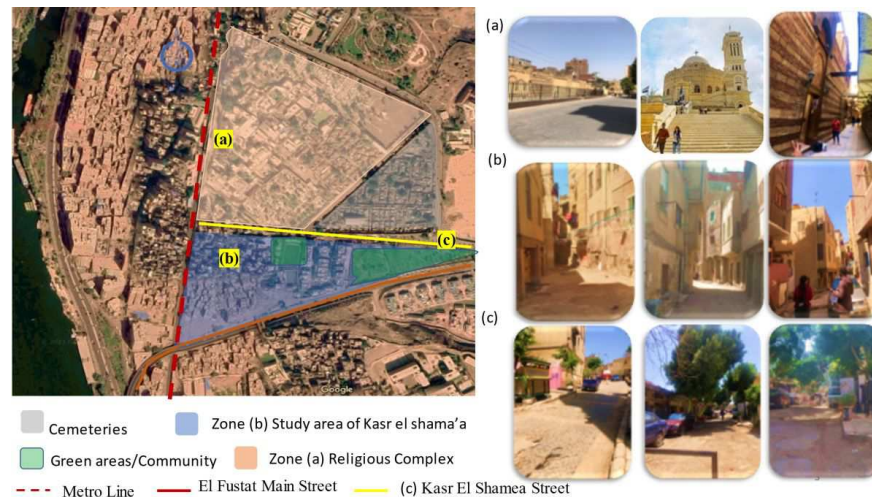 (a)
(a)
(b)
(c)
(b)
(c)
Google
Cemeteries
Zone (b) Study area of Kasr el shama’a
Green areas/Community
Zone (a) Religious Complex
Metro Line
El Fustat Main Street
(c) Kasr El Shamea Street